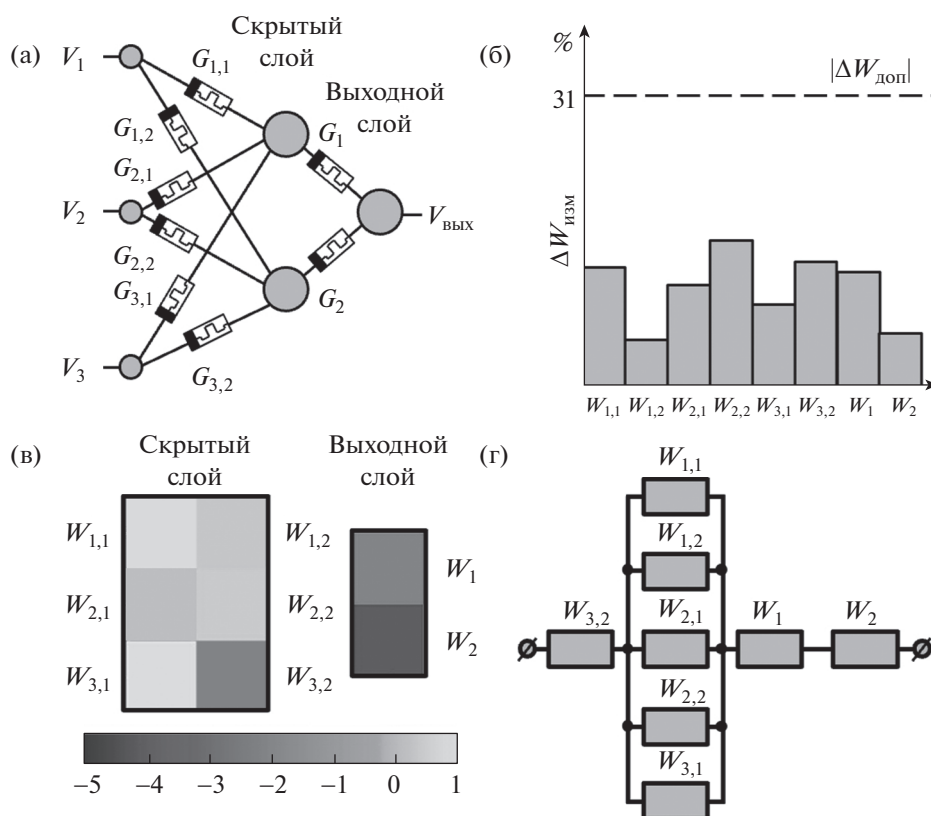 (а)
Скрытый
слой
V1
G1,1
Выходной
слой
G1,2
G1
G2,1
V2
Vвых
G2,2
G3,1
G2
V3
G3,2
(б)
%
|ΔWдоп|
31
ΔWизм
W1,1 W1,2 W2,1 W2,2 W3,1 W3,2 W1 W2
(в)
Скрытый
слой
Выходной
слой
W1,1
W1,2
W1
W2,1
W2,2
W2
W3,1
W3,2
−5 −4 −3 −2 −1 0 1
(г)
W1,1
W1,2
W3,2
W2,1
W1
W2
W2,2
W3,1